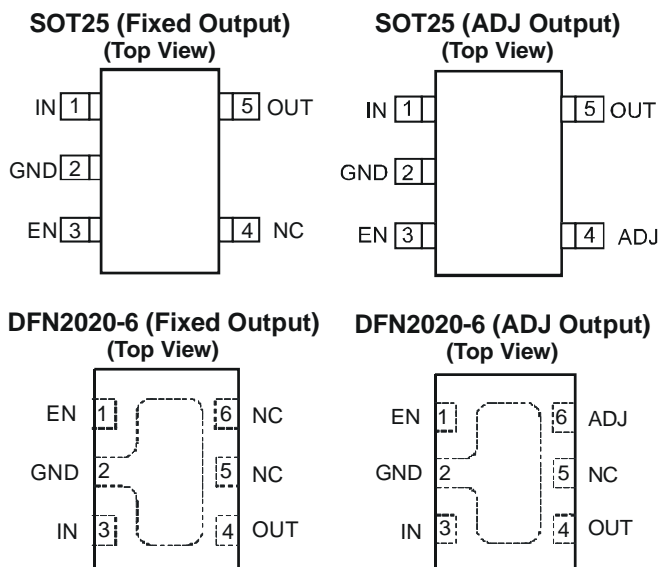 SOT25 (Fixed Output)
(Top View)
IN 1 5 OUT
GND 2
EN 3 4 NC
SOT25 (ADJ Output)
(Top View)
IN 1 5 OUT
GND 2
EN 3 4 ADJ
DFN2020-6 (Fixed Output)
(Top View)
EN 1 6 NC
GND 2 5 NC
IN 3 4 OUT
DFN2020-6 (ADJ Output)
(Top View)
EN 1 6 ADJ
GND 2 5 NC
IN 3 4 OUT